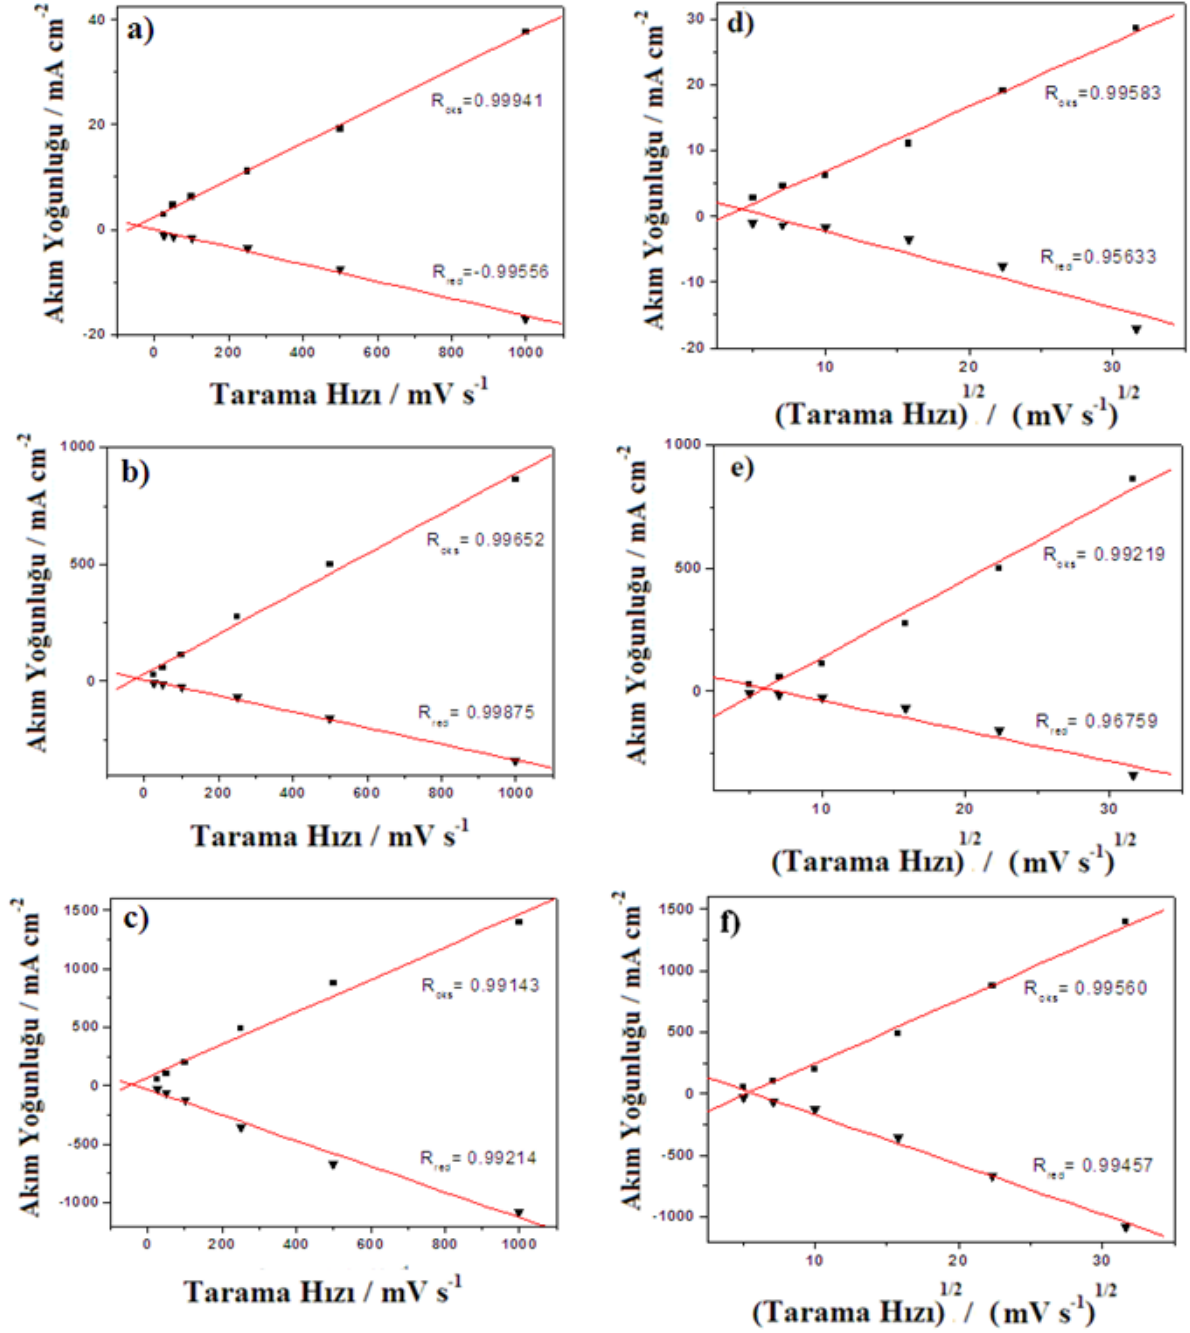 a)
Akım Yoğunluğu / mA cm-2
40
20
0
-20
Roks=0.99941
Rred=-0.99556
0 200 400 600 800 1000
Tarama Hızı / mV s-1
d)
Akım Yoğunluğu / mA cm-2
30
20
10
0
-10
-20
Roks=0.99583
Rred=0.95633
10 20 30
(Tarama Hızı)1/2 / (mV s-1)1/2
b)
Akım Yoğunluğu / mA cm-2
1000
500
0
Roks= 0.99652
Rred= 0.99875
0 200 400 600 800 1000
Tarama Hızı / mV s-1
e)
Akım Yoğunluğu / mA cm-2
1000
500
0
Roks= 0.99219
Rred= 0.96759
10 20 30
(Tarama Hızı)1/2 / (mV s-1)1/2
c)
Akım Yoğunluğu / mA cm-2
1500
1000
500
0
-500
-1000
Roks= 0.99143
Rred= 0.99214
0 200 400 600 800 1000
Tarama Hızı / mV s-1
f)
Akım Yoğunluğu / mA cm-2
1500
1000
500
0
-500
-1000
Roks= 0.99560
Rred= 0.99457
10 20 30
(Tarama Hızı)1/2 / (mV s-1)1/2